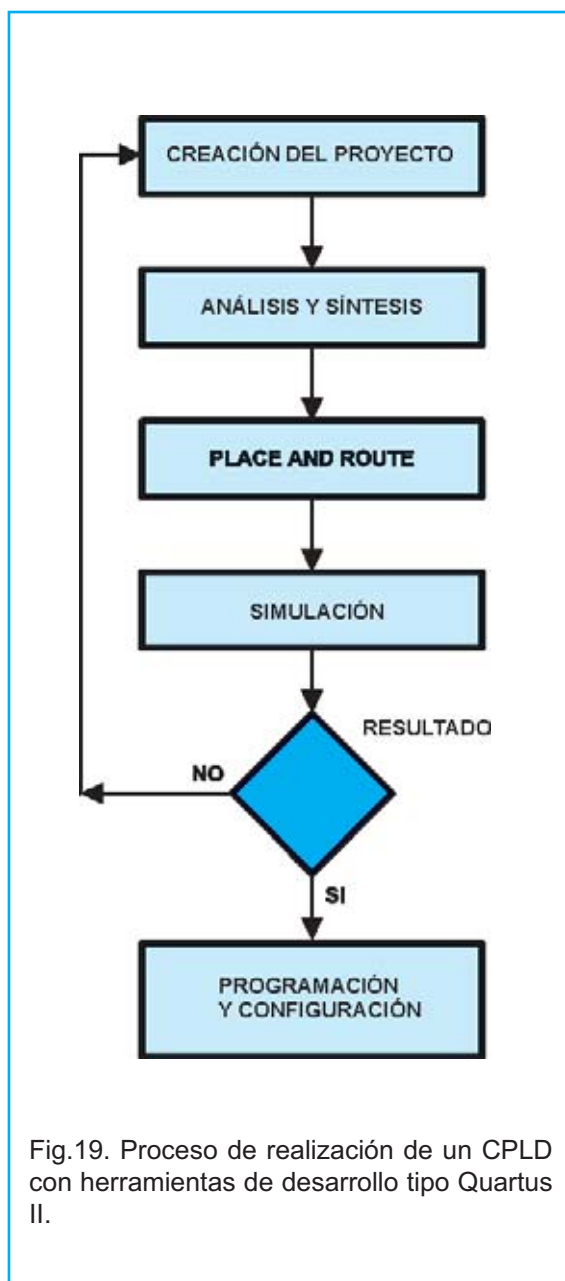 CREACIÓN DEL PROYECTO
ANÁLISIS Y SÍNTESIS
PLACE AND ROUTE
SIMULACIÓN
RESULTADO
NO
SI
PROGRAMACIÓN
Y CONFIGURACIÓN
Fig.19. Proceso de realización de un CPLD
con herramientas de desarrollo tipo Quartus
II.